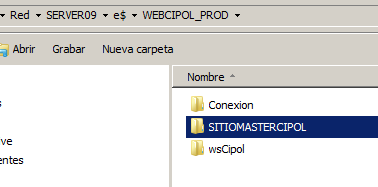 Red SERVER09 e$ WEBCIPOL_PROD
Abrir Grabar Nueva carpeta
Nombre
Conexion
s
SITIOMASTERCIPOL
ve
wsCipol
entes